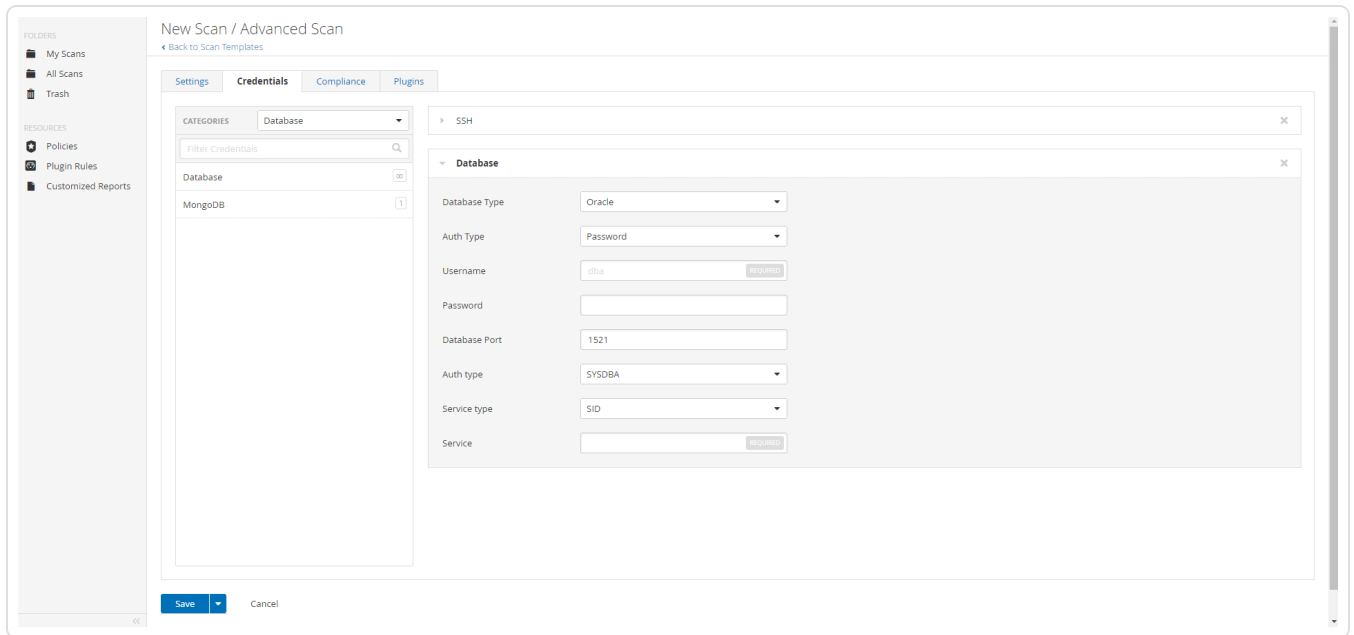 New Scan / Advanced Scan
Back to Scan Templates
FOLDERS
My Scans
All Scans
Trash
RESOURCES
Policies
Plugin Rules
Customized Reports
Settings
Credentials
Compliance
Plugins
CATEGORIES
Database
Filter Credentials
Database ∞
MongoDB 1
SSH
Database
Database Type Oracle
Auth Type Password
Username dba REQUIRED
Password
Database Port 1521
Auth type SYSDBA
Service type SID
Service REQUIRED
Save
Cancel